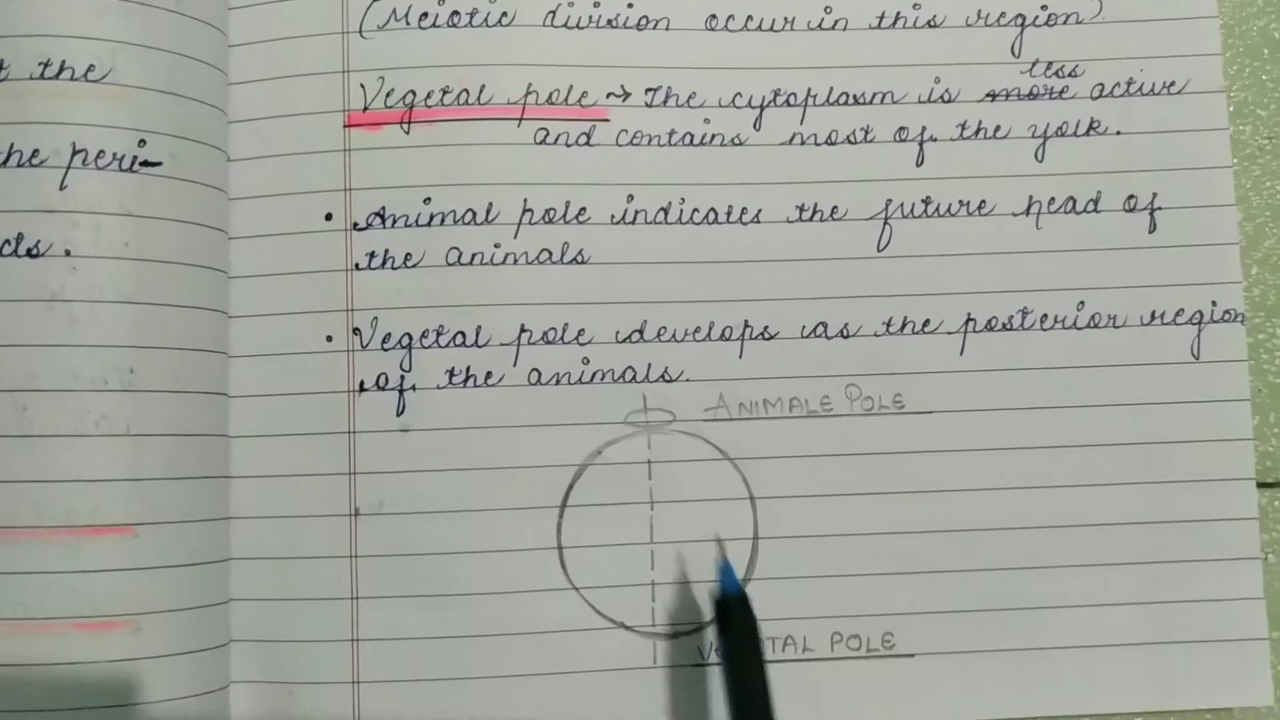 t the
he peri-
cts.
(Meiotic division occur in this region)
less
Vegetal pole → The cytoplasm is more active
and contains most of the yolk.
• Animal pole indicates the future head of
the animals
• Vegetal pole develops as the posterior region
of the animals.
ANIMALE POLE
TAL POLE